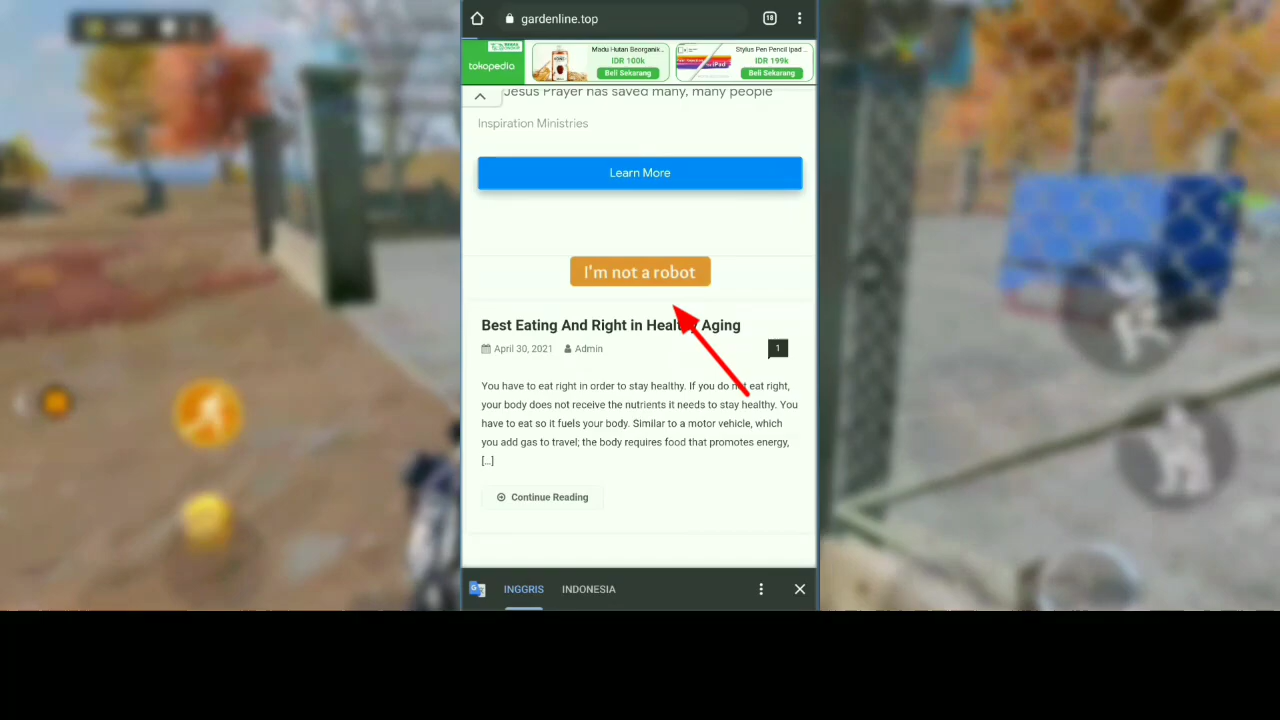 gardenline.top
18
Madu Hutan Beorganik...
IDR 100k
Beli Sekarang
Stylus Pen Pencil Ipad ...
IDR 199k
Beli Sekarang
tokopedia
Jesus Prayer has saved many, many people
Inspiration Ministries
Learn More
I'm not a robot
Best Eating And Right in Healthy Aging
April 30, 2021 Admin
1
You have to eat right in order to stay healthy. If you do not eat right,
your body does not receive the nutrients it needs to stay healthy. You
have to eat so it fuels your body. Similar to a motor vehicle, which
you add gas to travel; the body requires food that promotes energy,
[...]
Continue Reading
INGGRIS INDONESIA